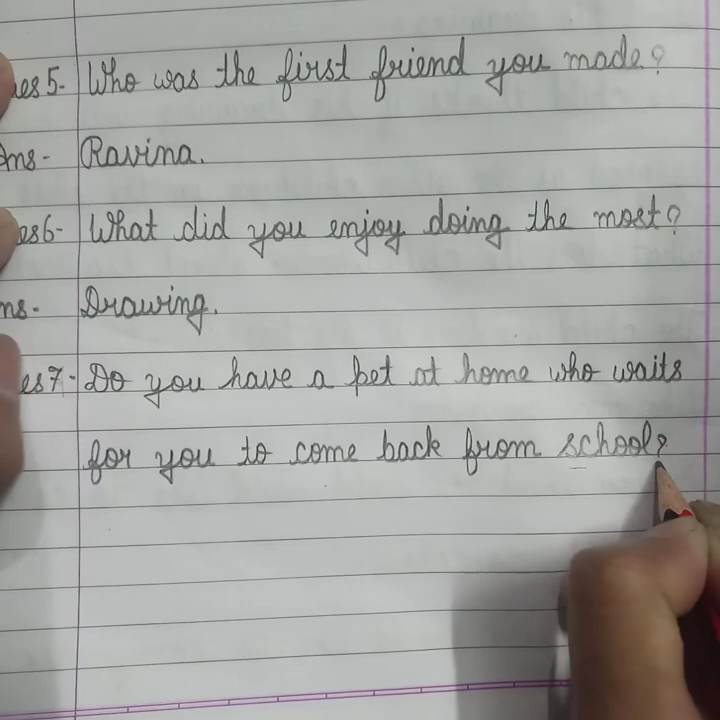 es 5- Who was the first friend you made?
Ans- Ravina.
es6- What did you enjoy doing the most?
ns- Drawing.
es7- Do you have a pet at home who waits
for you to come back from school?